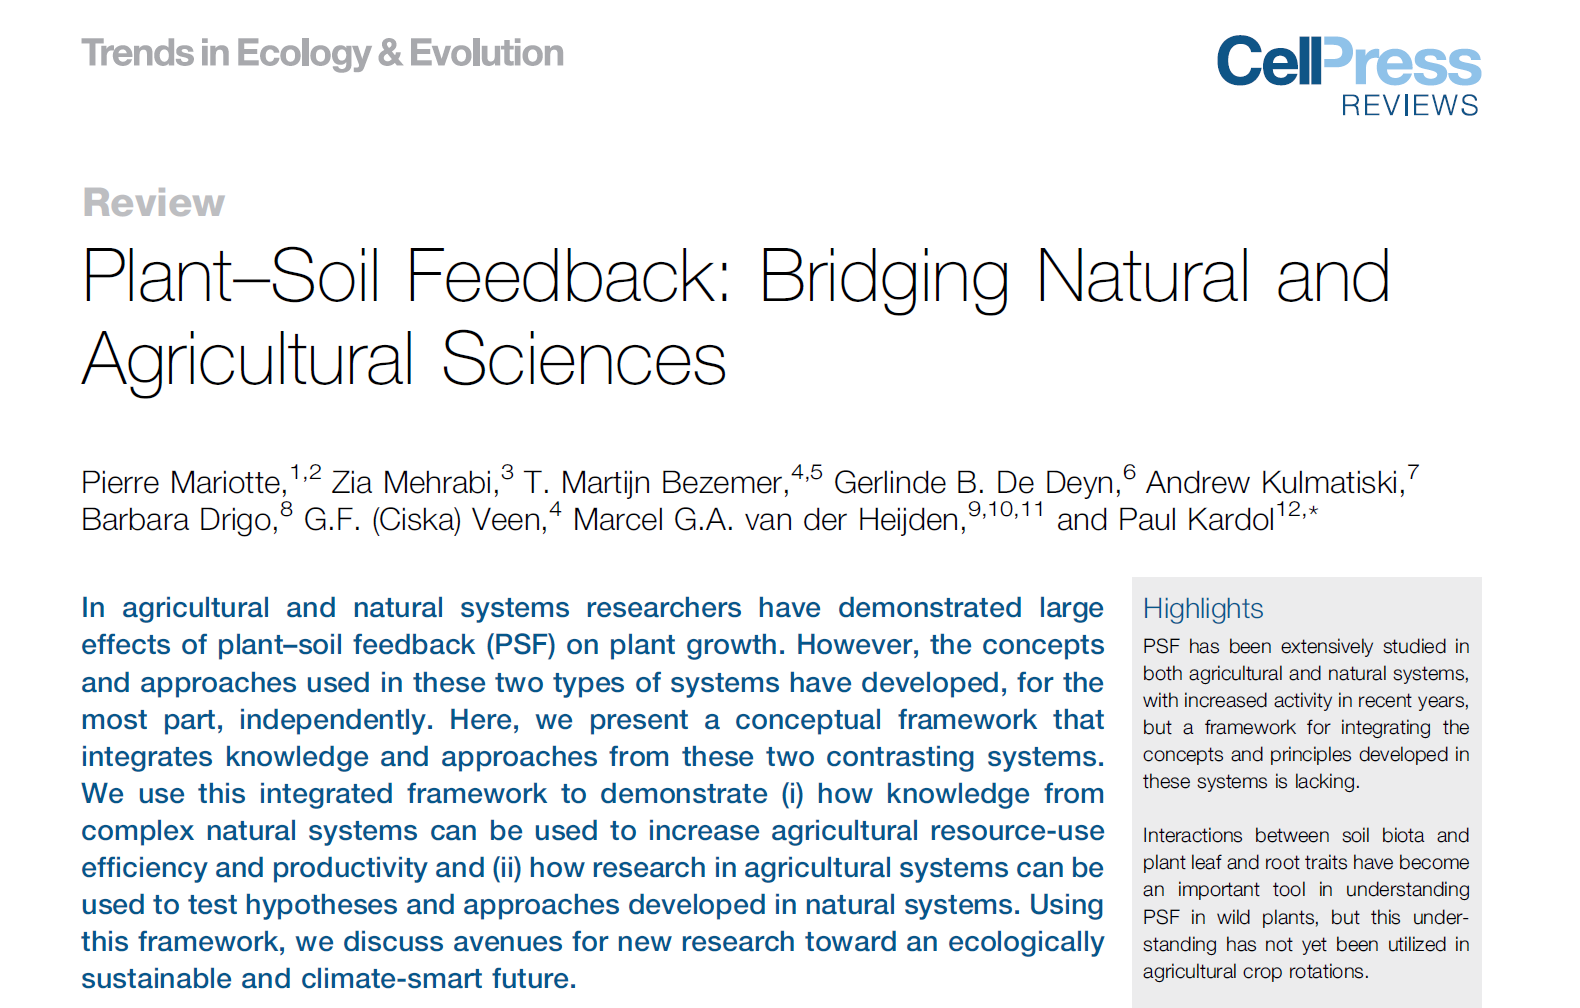 Trends in Ecology & Evolution
CellPress
REVIEWS
Review
Plant–Soil Feedback: Bridging Natural and
Agricultural Sciences
Pierre Mariotte,1,2 Zia Mehrabi,3 T. Martijn Bezemer,4,5 Gerlinde B. De Deyn,6 Andrew Kulmatiski,7
Barbara Drigo,8 G.F. (Ciska) Veen,4 Marcel G.A. van der Heijden,9,10,11 and Paul Kardol12,*
In agricultural and natural systems researchers have demonstrated large
effects of plant–soil feedback (PSF) on plant growth. However, the concepts
and approaches used in these two types of systems have developed, for the
most part, independently. Here, we present a conceptual framework that
integrates knowledge and approaches from these two contrasting systems.
We use this integrated framework to demonstrate (i) how knowledge from
complex natural systems can be used to increase agricultural resource-use
efficiency and productivity and (ii) how research in agricultural systems can be
used to test hypotheses and approaches developed in natural systems. Using
this framework, we discuss avenues for new research toward an ecologically
sustainable and climate-smart future.
Highlights
PSF has been extensively studied in
both agricultural and natural systems,
with increased activity in recent years,
but a framework for integrating the
concepts and principles developed in
these systems is lacking.
Interactions between soil biota and
plant leaf and root traits have become
an important tool in understanding
PSF in wild plants, but this under-
standing has not yet been utilized in
agricultural crop rotations.